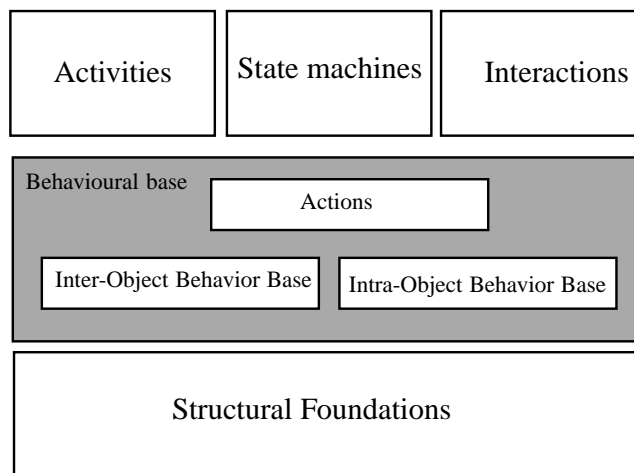 Activities
State machines
Interactions
Behavioural base
Actions
Inter-Object Behavior Base
Intra-Object Behavior Base
Structural Foundations